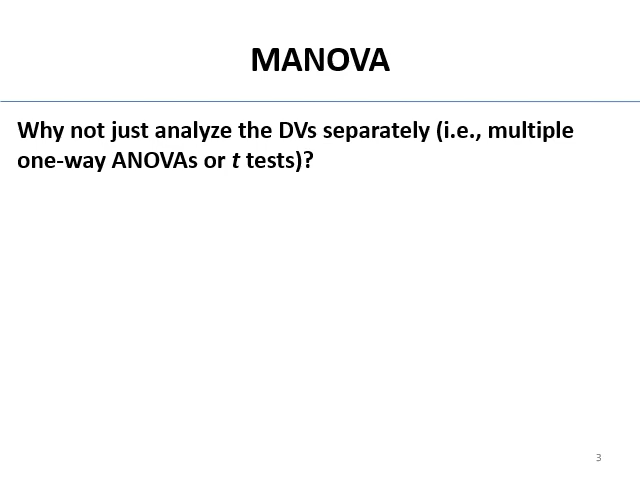 MANOVA
Why not just analyze the DVs separately (i.e., multiple
one-way ANOVAs or t tests)?
3